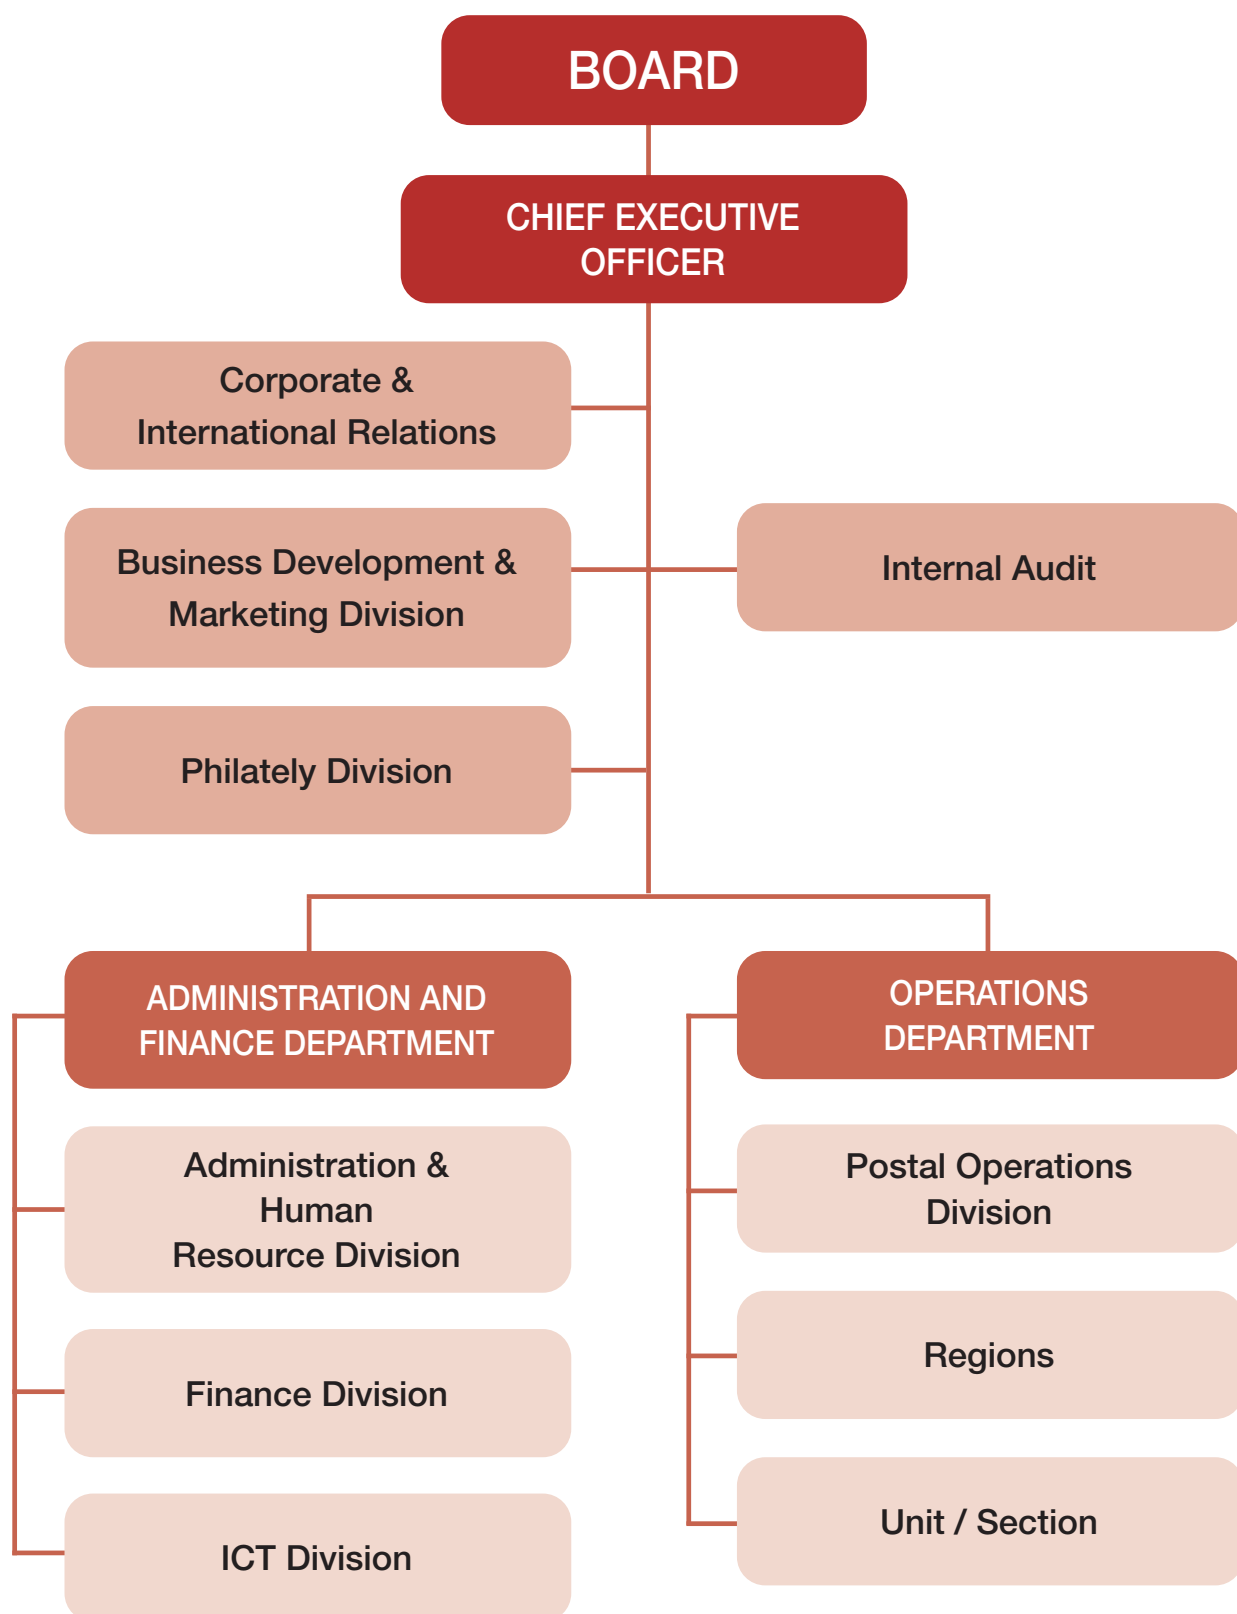 BOARD
CHIEF EXECUTIVE
OFFICER
Corporate &
International Relations
Business Development &
Marketing Division
Internal Audit
Philately Division
ADMINISTRATION AND
FINANCE DEPARTMENT
Administration &
Human
Resource Division
Finance Division
ICT Division
OPERATIONS
DEPARTMENT
Postal Operations
Division
Regions
Unit / Section